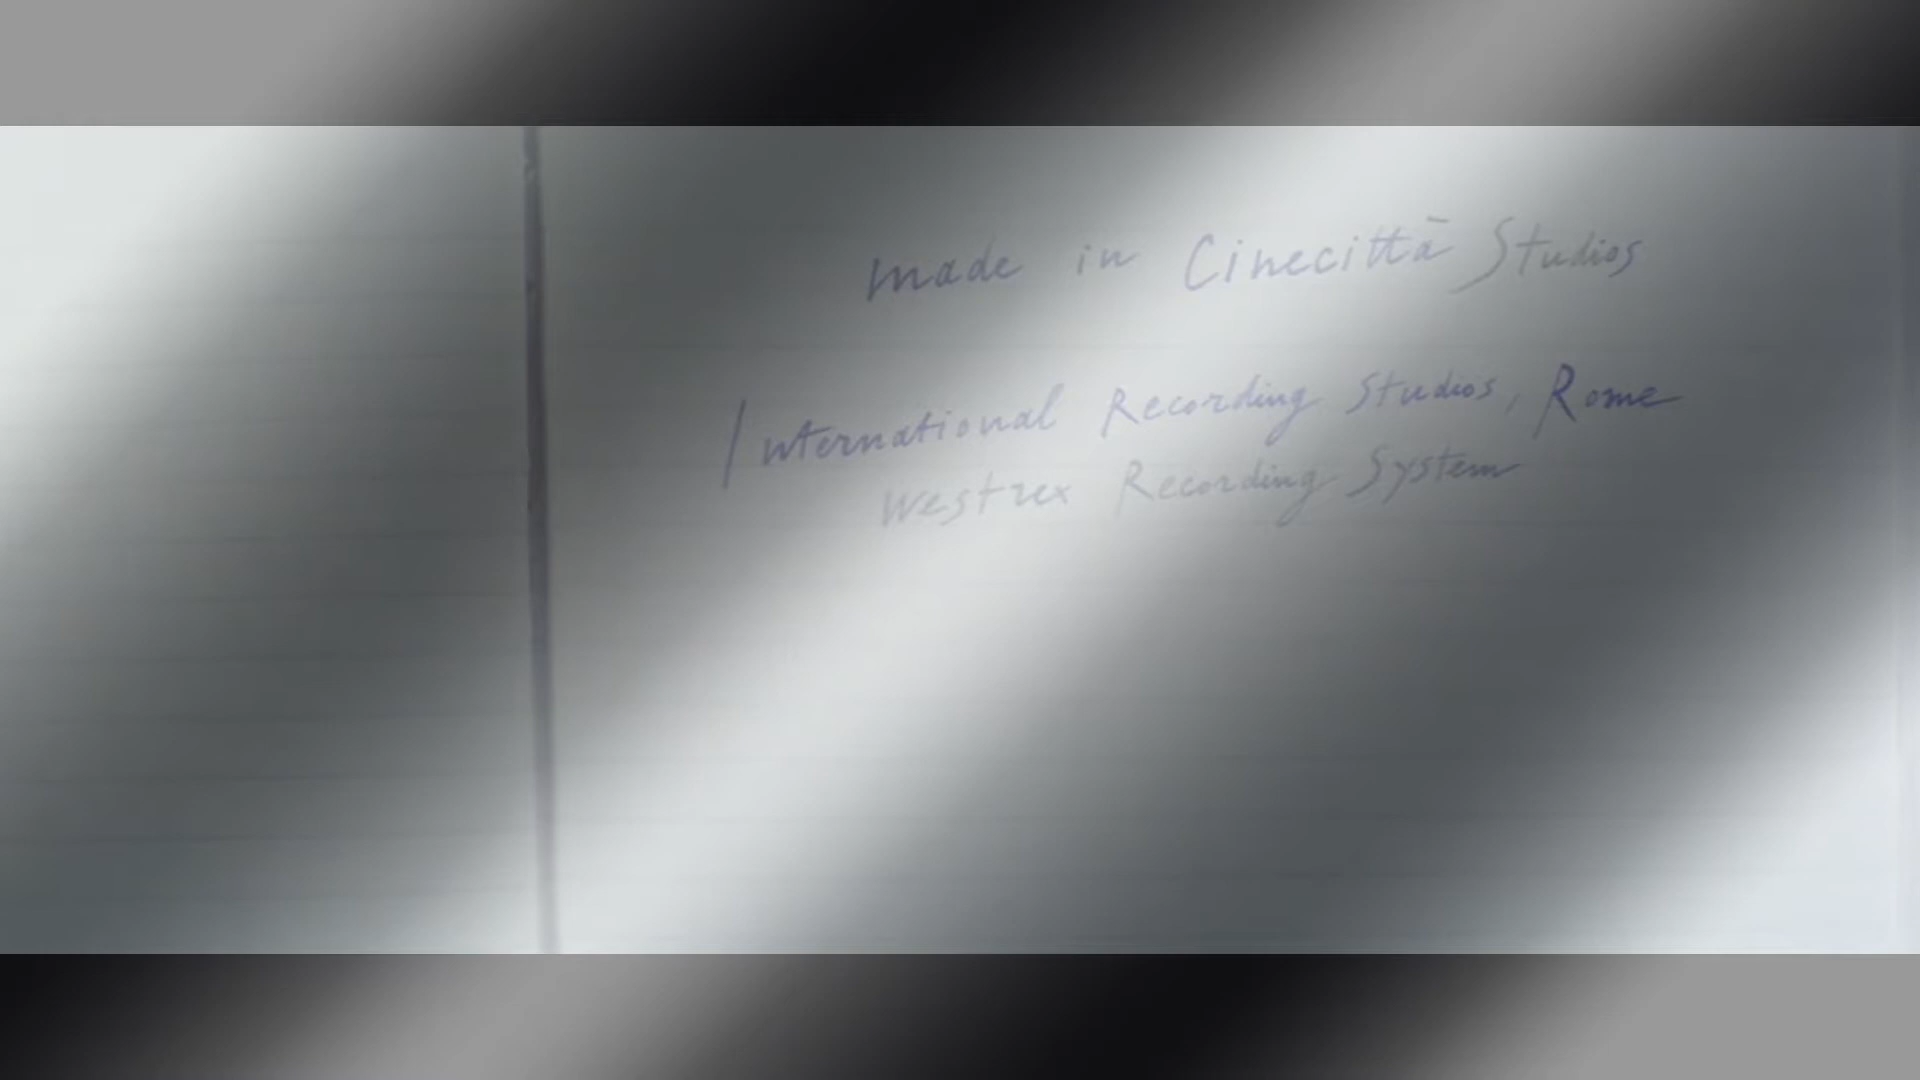 made in Cinecittà Studios
International Recording Studios, Rome
Westrex Recording System